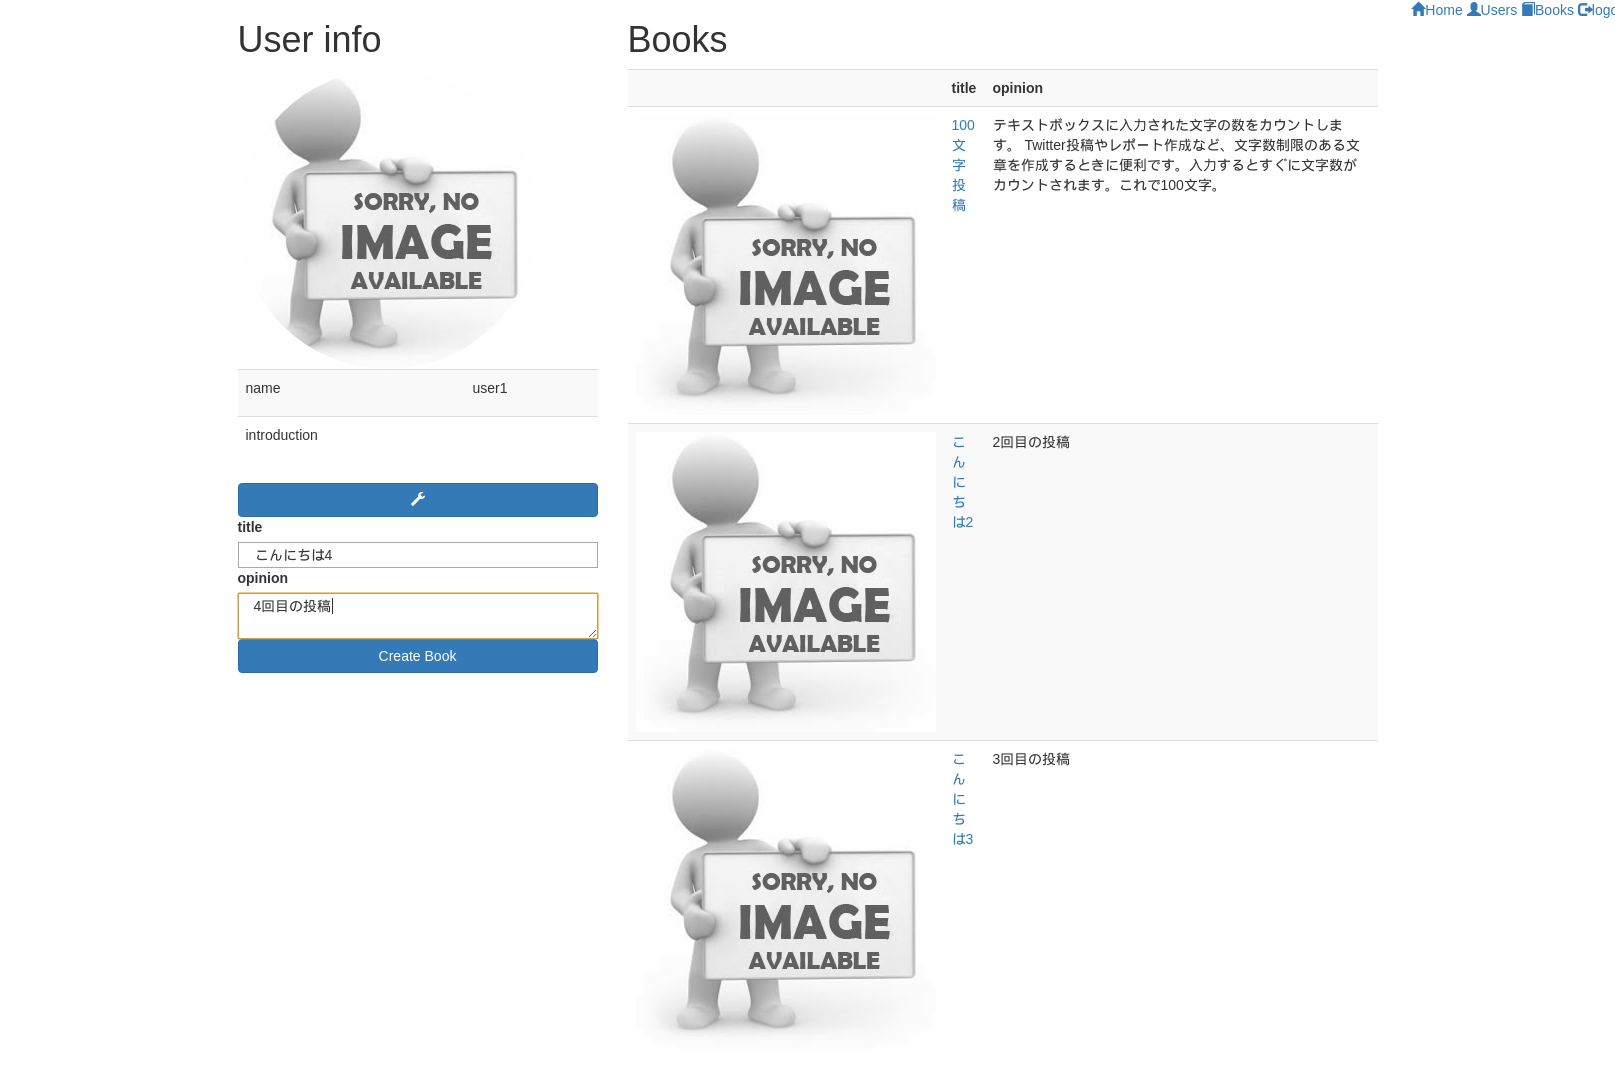 Home Users Books logo
User info
SORRY, NO
IMAGE
AVAILABLE
name user1
introduction
title
こんにちは4
opinion
4回目の投稿
Create Book
Books
title opinion
SORRY, NO
IMAGE
AVAILABLE
100
文
字
投
稿
テキストボックスに入力された文字の数をカウントしま
す。 Twitter投稿やレポート作成など、文字数制限のある文
章を作成するときに便利です。入力するとすぐに文字数が
カウントされます。これで100文字。
SORRY, NO
IMAGE
AVAILABLE
こ
ん
に
ち
は2
2回目の投稿
SORRY, NO
IMAGE
AVAILABLE
こ
ん
に
ち
は3
3回目の投稿